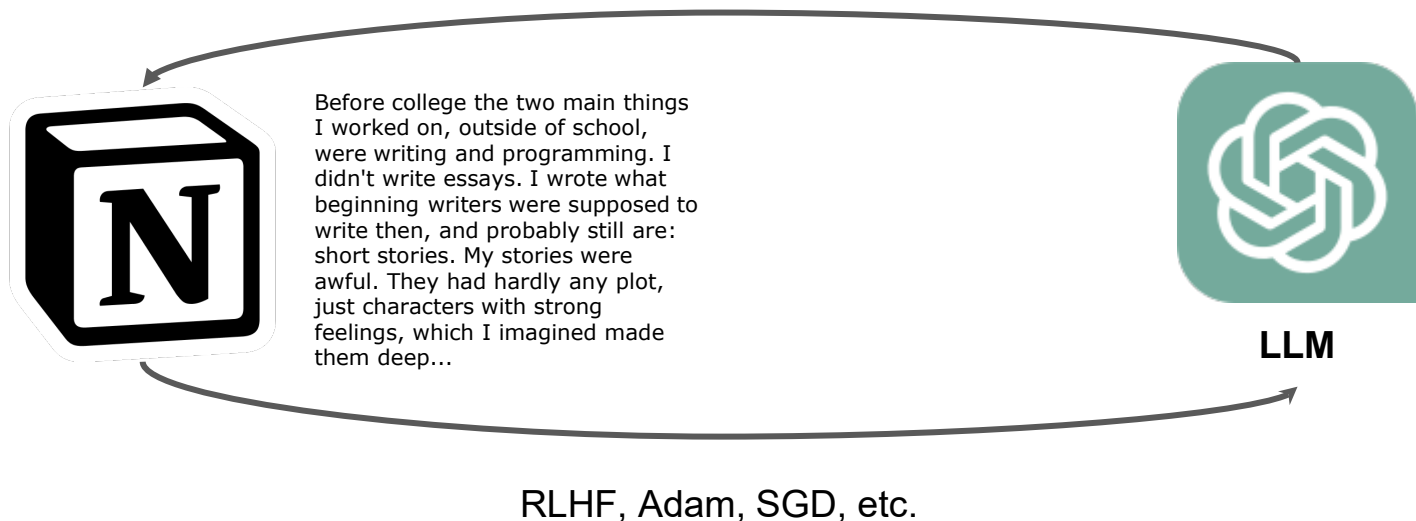 N
Before college the two main things
I worked on, outside of school,
were writing and programming. I
didn't write essays. I wrote what
beginning writers were supposed to
write then, and probably still are:
short stories. My stories were
awful. They had hardly any plot,
just characters with strong
feelings, which I imagined made
them deep...
LLM
RLHF, Adam, SGD, etc.